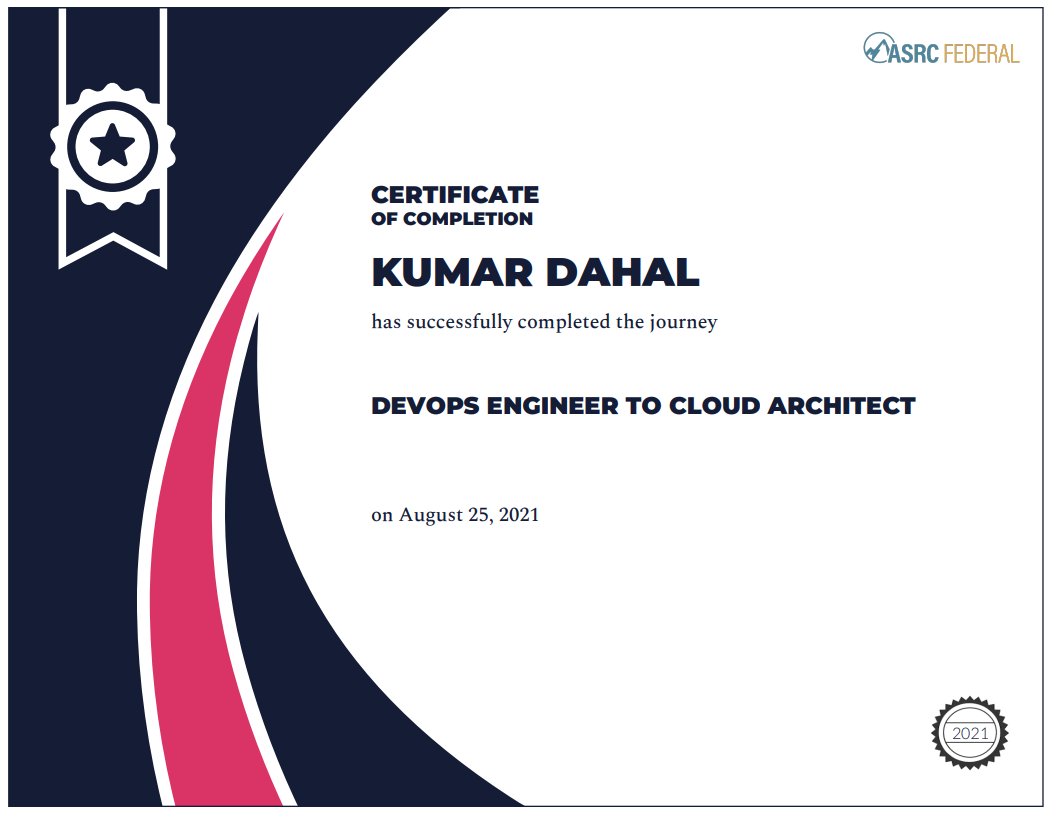 ASRC FEDERAL
CERTIFICATE
OF COMPLETION
KUMAR DAHAL
has successfully completed the journey
DEVOPS ENGINEER TO CLOUD ARCHITECT
on August 25, 2021
2021